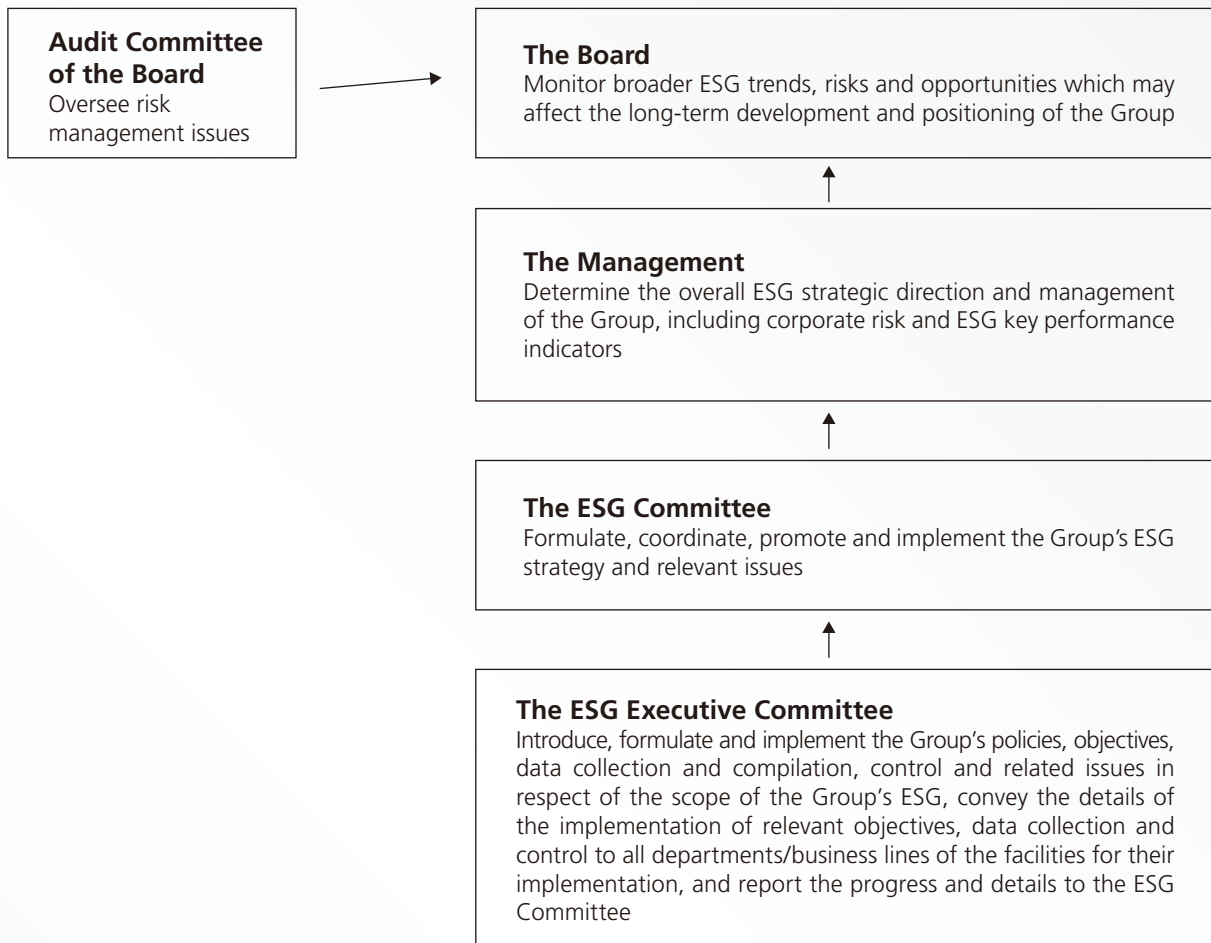 Audit Committee
of the Board
Oversee risk
management issues
The Board
Monitor broader ESG trends, risks and opportunities which may
affect the long-term development and positioning of the Group
The Management
Determine the overall ESG strategic direction and management
of the Group, including corporate risk and ESG key performance
indicators
The ESG Committee
Formulate, coordinate, promote and implement the Group’s ESG
strategy and relevant issues
The ESG Executive Committee
Introduce, formulate and implement the Group’s policies, objectives,
data collection and compilation, control and related issues in
respect of the scope of the Group’s ESG, convey the details of
the implementation of relevant objectives, data collection and
control to all departments/business lines of the facilities for their
implementation, and report the progress and details to the ESG
Committee